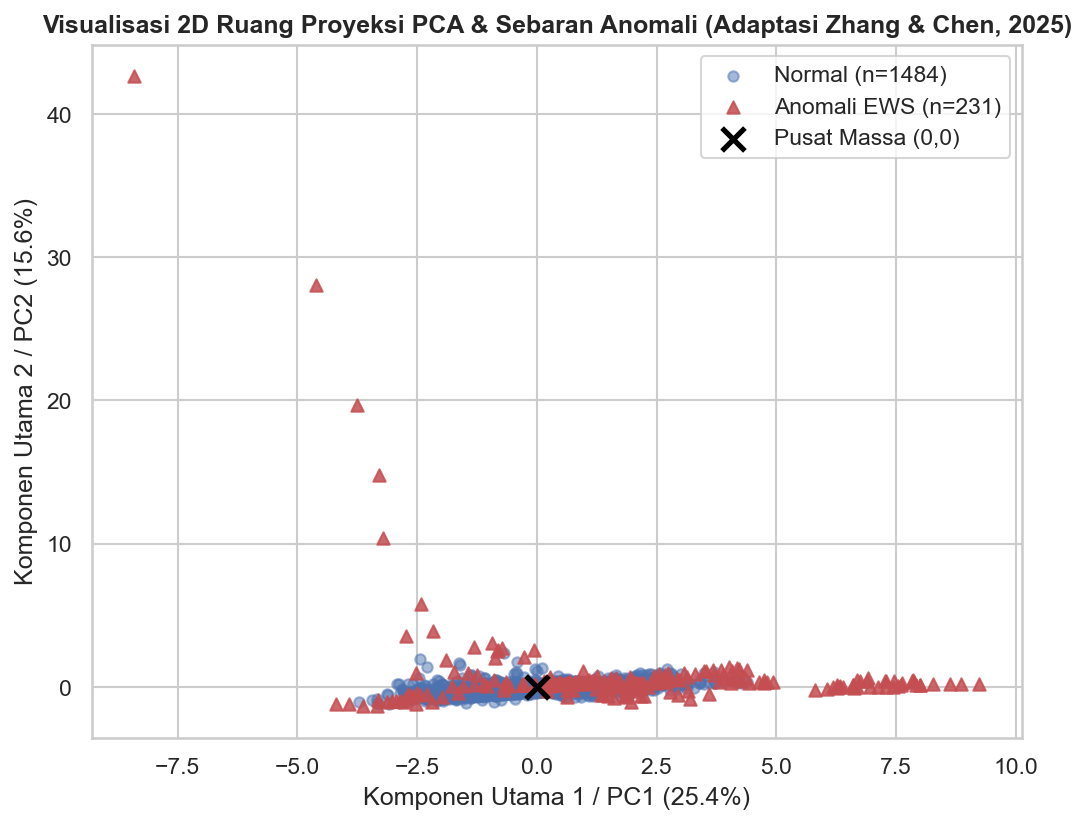 Visualisasi 2D Ruang Proyeksi PCA & Sebaran Anomali (Adaptasi Zhang & Chen, 2025)
Normal (n=1484)
Anomali EWS (n=231)
Pusat Massa (0,0)
Komponen Utama 2 / PC2 (15.6%)
40
30
20
10
0
−7.5 −5.0 −2.5 0.0 2.5 5.0 7.5 10.0
Komponen Utama 1 / PC1 (25.4%)